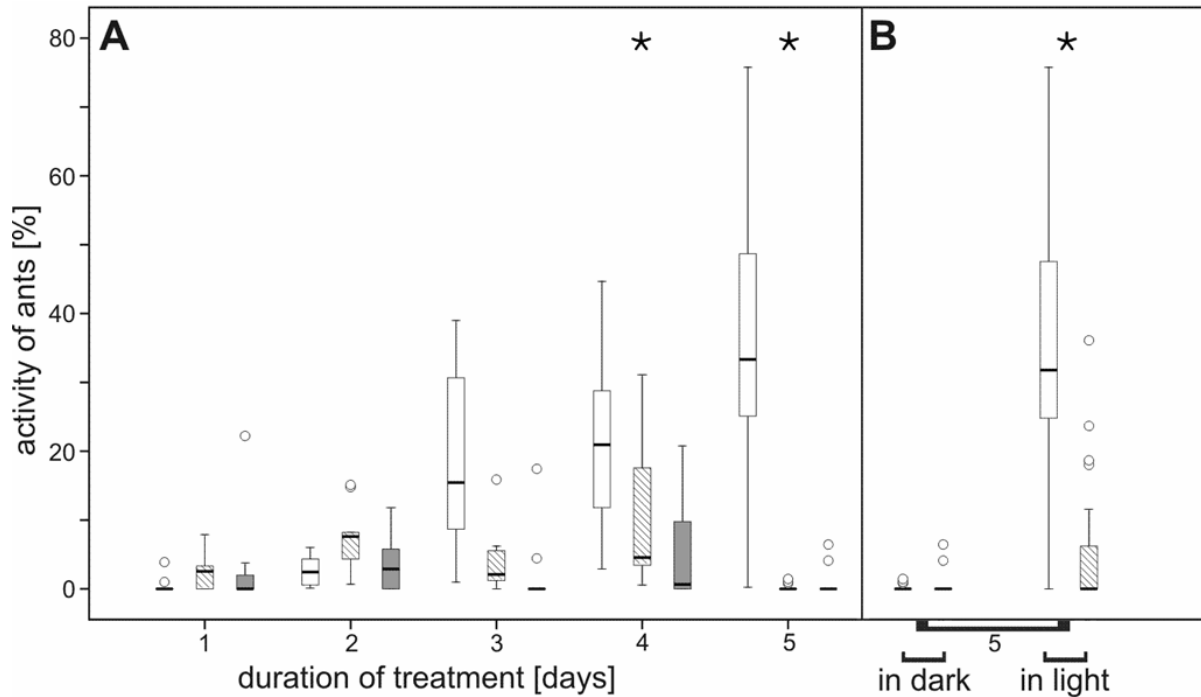 A
B
* * *
80
60
40
20
0
activity of ants [%]
1 2 3 4 5
5
duration of treatment [days]
in dark in light